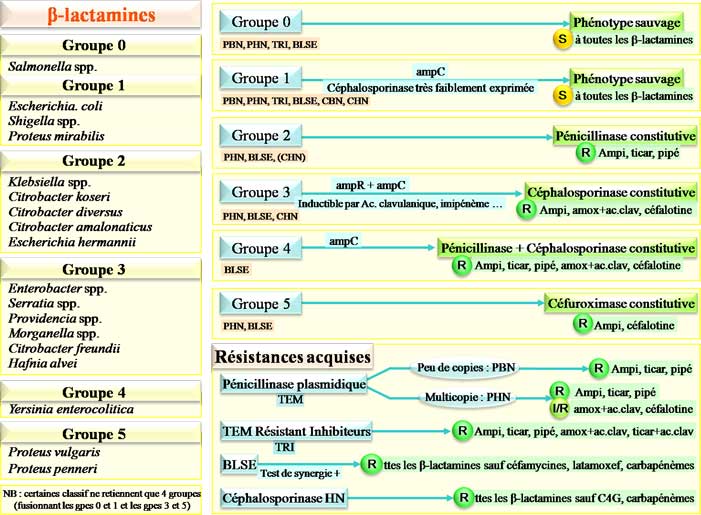 β-lactamines
Groupe 0
Salmonella spp.
Groupe 1
Escherichia. coli
Shigella spp.
Proteus mirabilis
Groupe 2
Klebsiella spp.
Citrobacter koseri
Citrobacter diversus
Citrobacter amalonaticus
Escherichia hermannii
Groupe 3
Enterobacter spp.
Serratia spp.
Providencia spp.
Morganella spp.
Citrobacter freundii
Hafnia alvei
Groupe 4
Yersinia enterocolitica
Groupe 5
Proteus vulgaris
Proteus penneri
NB : certaines classif ne retiennent que 4 groupes
(fusionnant les gpes 0 et 1 et les gpes 3 et 5)
Groupe 0
Phénotype sauvage
PBN, PHN, TRI, BLSE
S à toutes les β-lactamines
Groupe 1
ampC
Céphalosporinase très faiblement exprimée
Phénotype sauvage
PBN, PHN, TRI, BLSE, CBN, CHN
S à toutes les β-lactamines
Groupe 2
Pénicillinase constitutive
PHN, BLSE, (CHN)
R Ampi, ticar, pipé
Groupe 3
ampR + ampC
Inductible par Ac. clavulanique, imipénème …
Céphalosporinase constitutive
PHN, BLSE, CHN
R Ampi, amox+ac.clav, céfalotine
Groupe 4
ampC
Pénicillinase + Céphalosporinase constitutive
BLSE
R Ampi, ticar, pipé, amox+ac.clav, céfalotine
Groupe 5
Céfuroximase constitutive
PHN, BLSE
R Ampi, céfalotine
Résistances acquises
Pénicillinase plasmidique
TEM
Peu de copies : PBN
R Ampi, ticar, pipé
Multicopie : PHN
R Ampi, ticar, pipé
I/R amox+ac.clav, céfalotine
TEM Résistant Inhibiteurs
TRI
R Ampi, ticar, pipé, amox+ac.clav, ticar+ac.clav
BLSE
Test de synergie +
R ttes les β-lactamines sauf céfamycines, latamoxef, carbapénèmes
Céphalosporinase HN
R ttes les β-lactamines sauf C4G, carbapénèmes